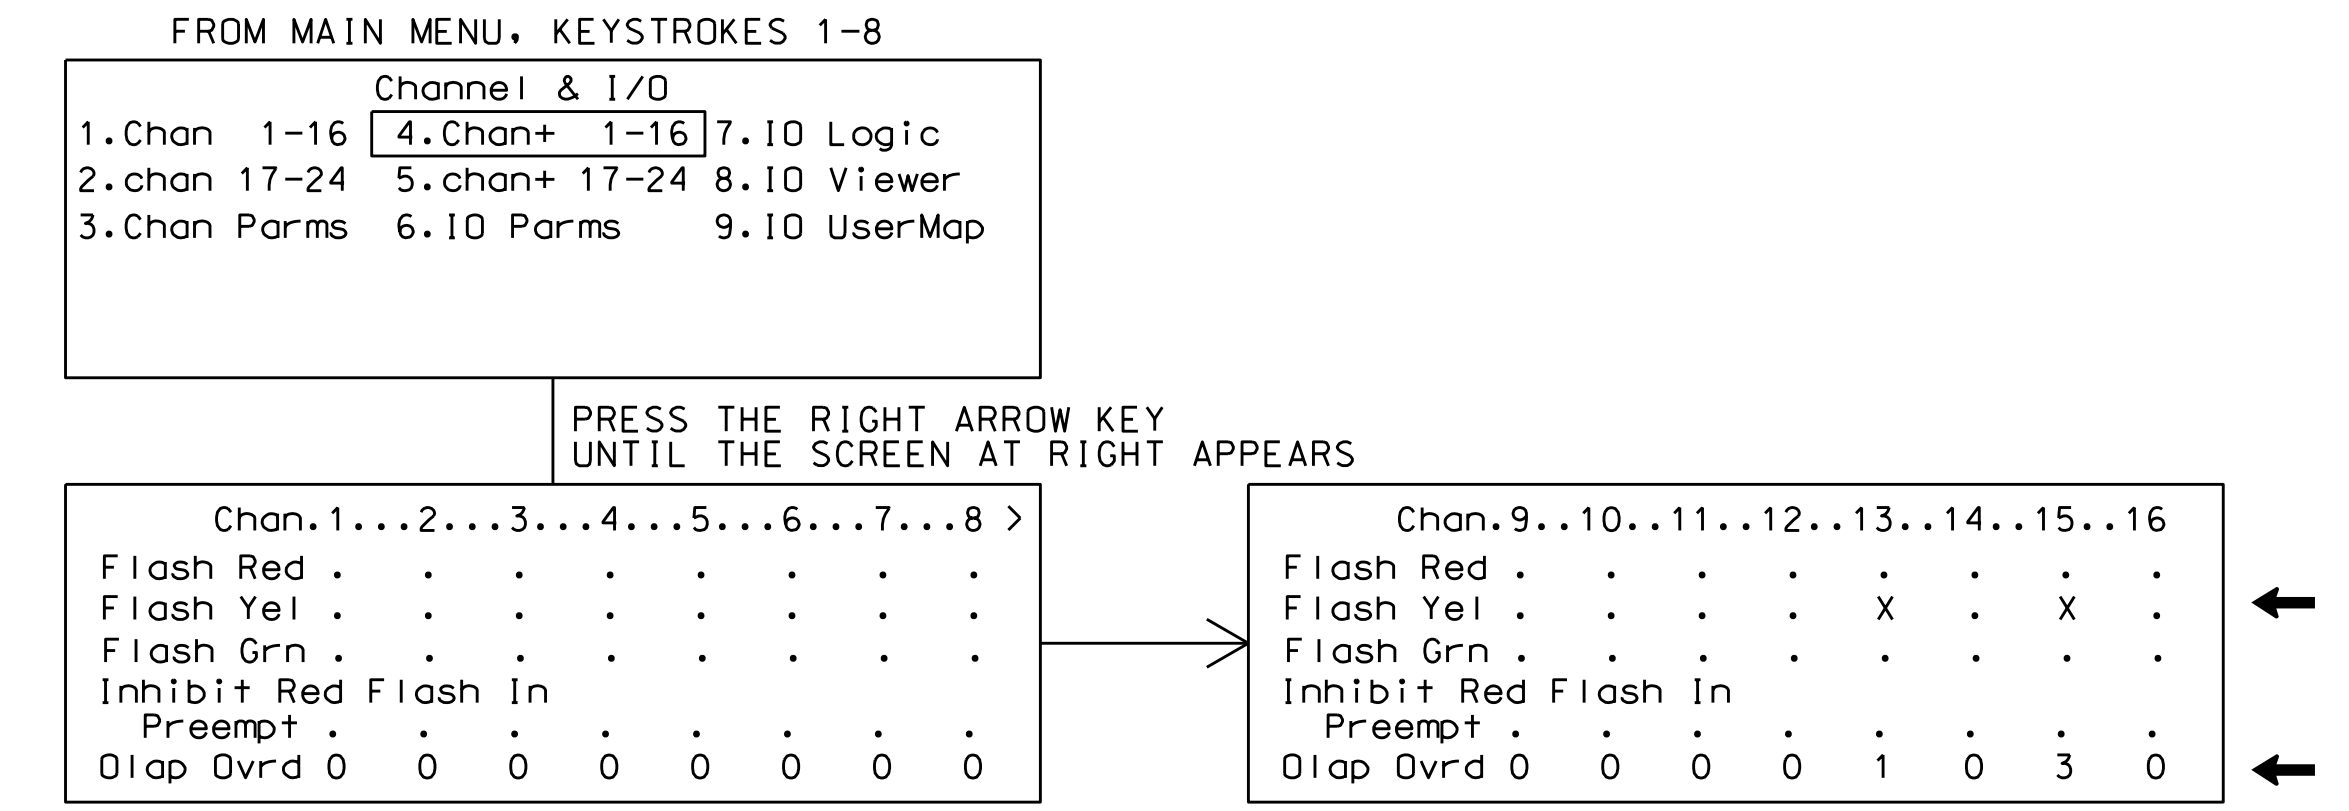 FROM MAIN MENU, KEYSTROKES 1-8
Channel & I/O
1.Chan 1-16 4.Chan+ 1-16 7.IO Logic
2.chan 17-24 5.chan+ 17-24 8.IO Viewer
3.Chan Parms 6.IO Parms 9.IO UserMap
PRESS THE RIGHT ARROW KEY
UNTIL THE SCREEN AT RIGHT APPEARS
Chan.1...2...3...4...5...6...7...8 >
Flash Red . . . . . . . .
Flash Yel . . . . . . . .
Flash Grn . . . . . . . .
Inhibit Red Flash In
Preempt . . . . . . . .
Olap Ovrd 0 0 0 0 0 0 0 0
Chan.9..10..11..12..13..14..15..16
Flash Red . . . . . . . .
Flash Yel . . . . X . X .
Flash Grn . . . . . . . .
Inhibit Red Flash In
Preempt . . . . . . . .
Olap Ovrd 0 0 0 0 1 0 3 0